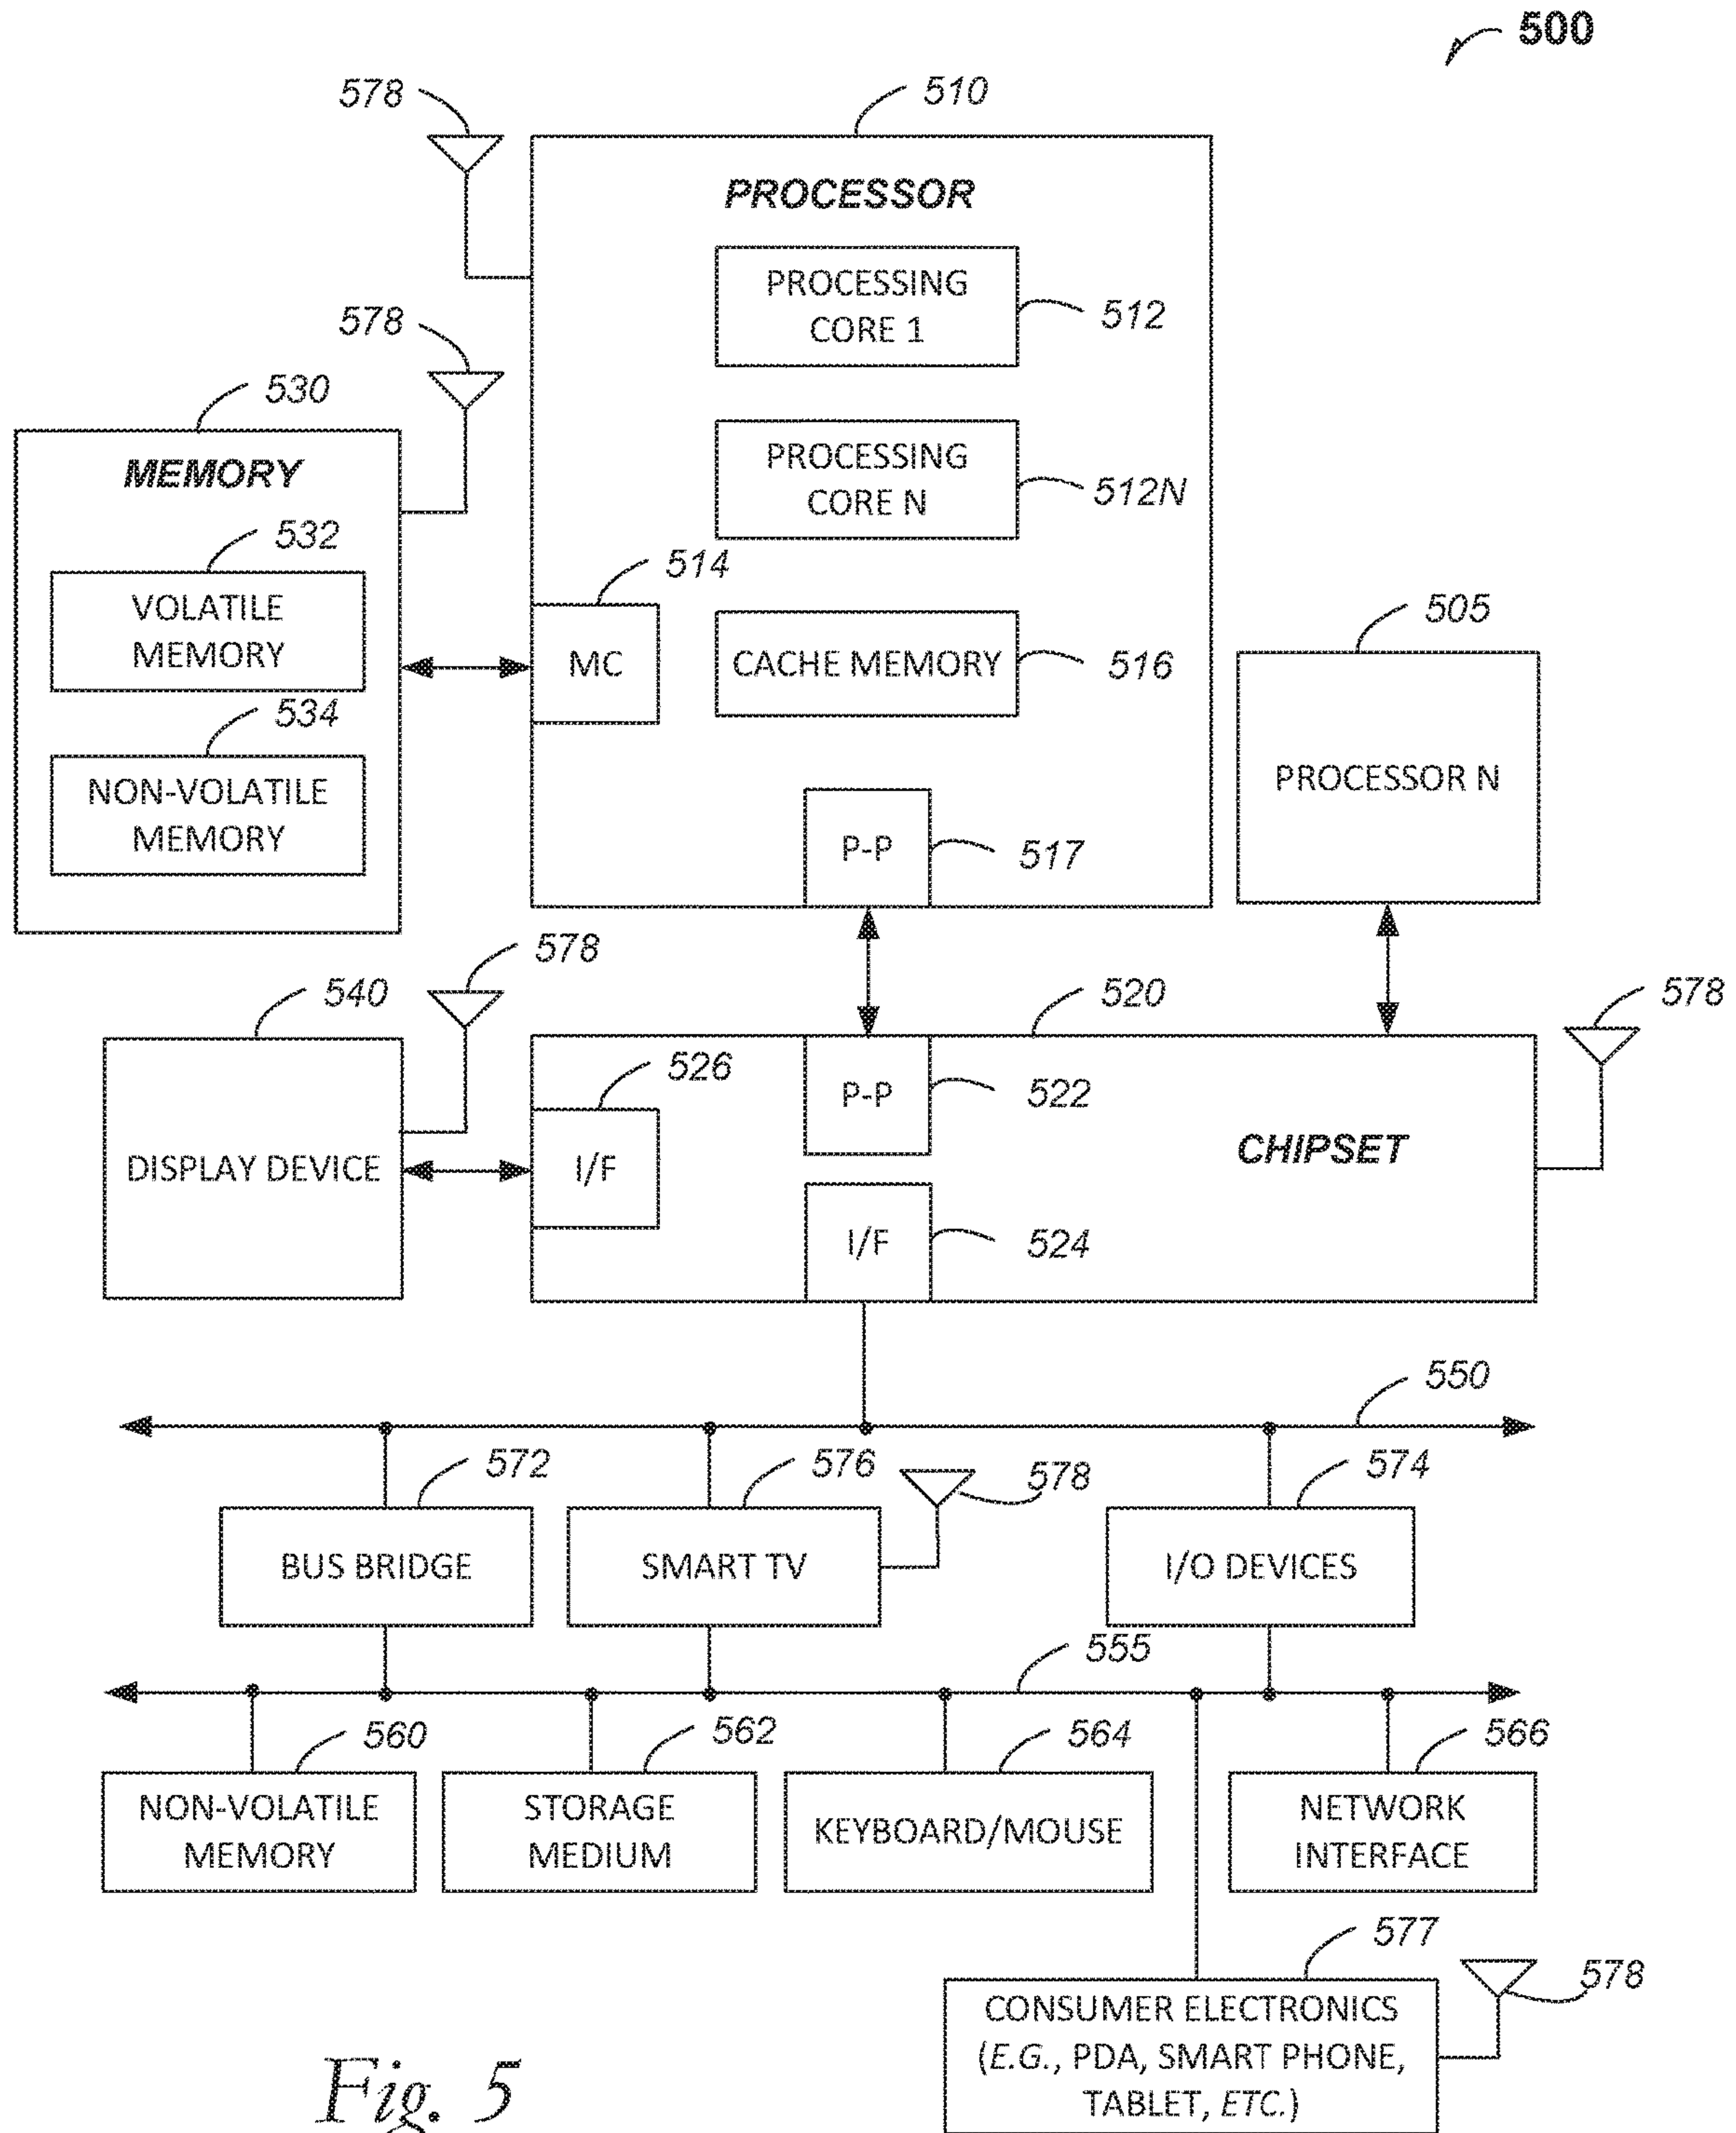 500
578
510
PROCESSOR
PROCESSING
CORE 1
512
578
530
MEMORY
PROCESSING
CORE N
512N
532
VOLATILE
MEMORY
514
MC
CACHE MEMORY
516
505
PROCESSOR N
534
NON-VOLATILE
MEMORY
P-P
517
578
540
DISPLAY DEVICE
520
578
526
I/F
P-P
522
CHIPSET
I/F
524
550
572
BUS BRIDGE
576
SMART TV
578
574
I/O DEVICES
555
560
NON-VOLATILE
MEMORY
562
STORAGE
MEDIUM
564
KEYBOARD/MOUSE
566
NETWORK
INTERFACE
577
578
CONSUMER ELECTRONICS
(E.G., PDA, SMART PHONE,
TABLET, ETC.)
Fig. 5